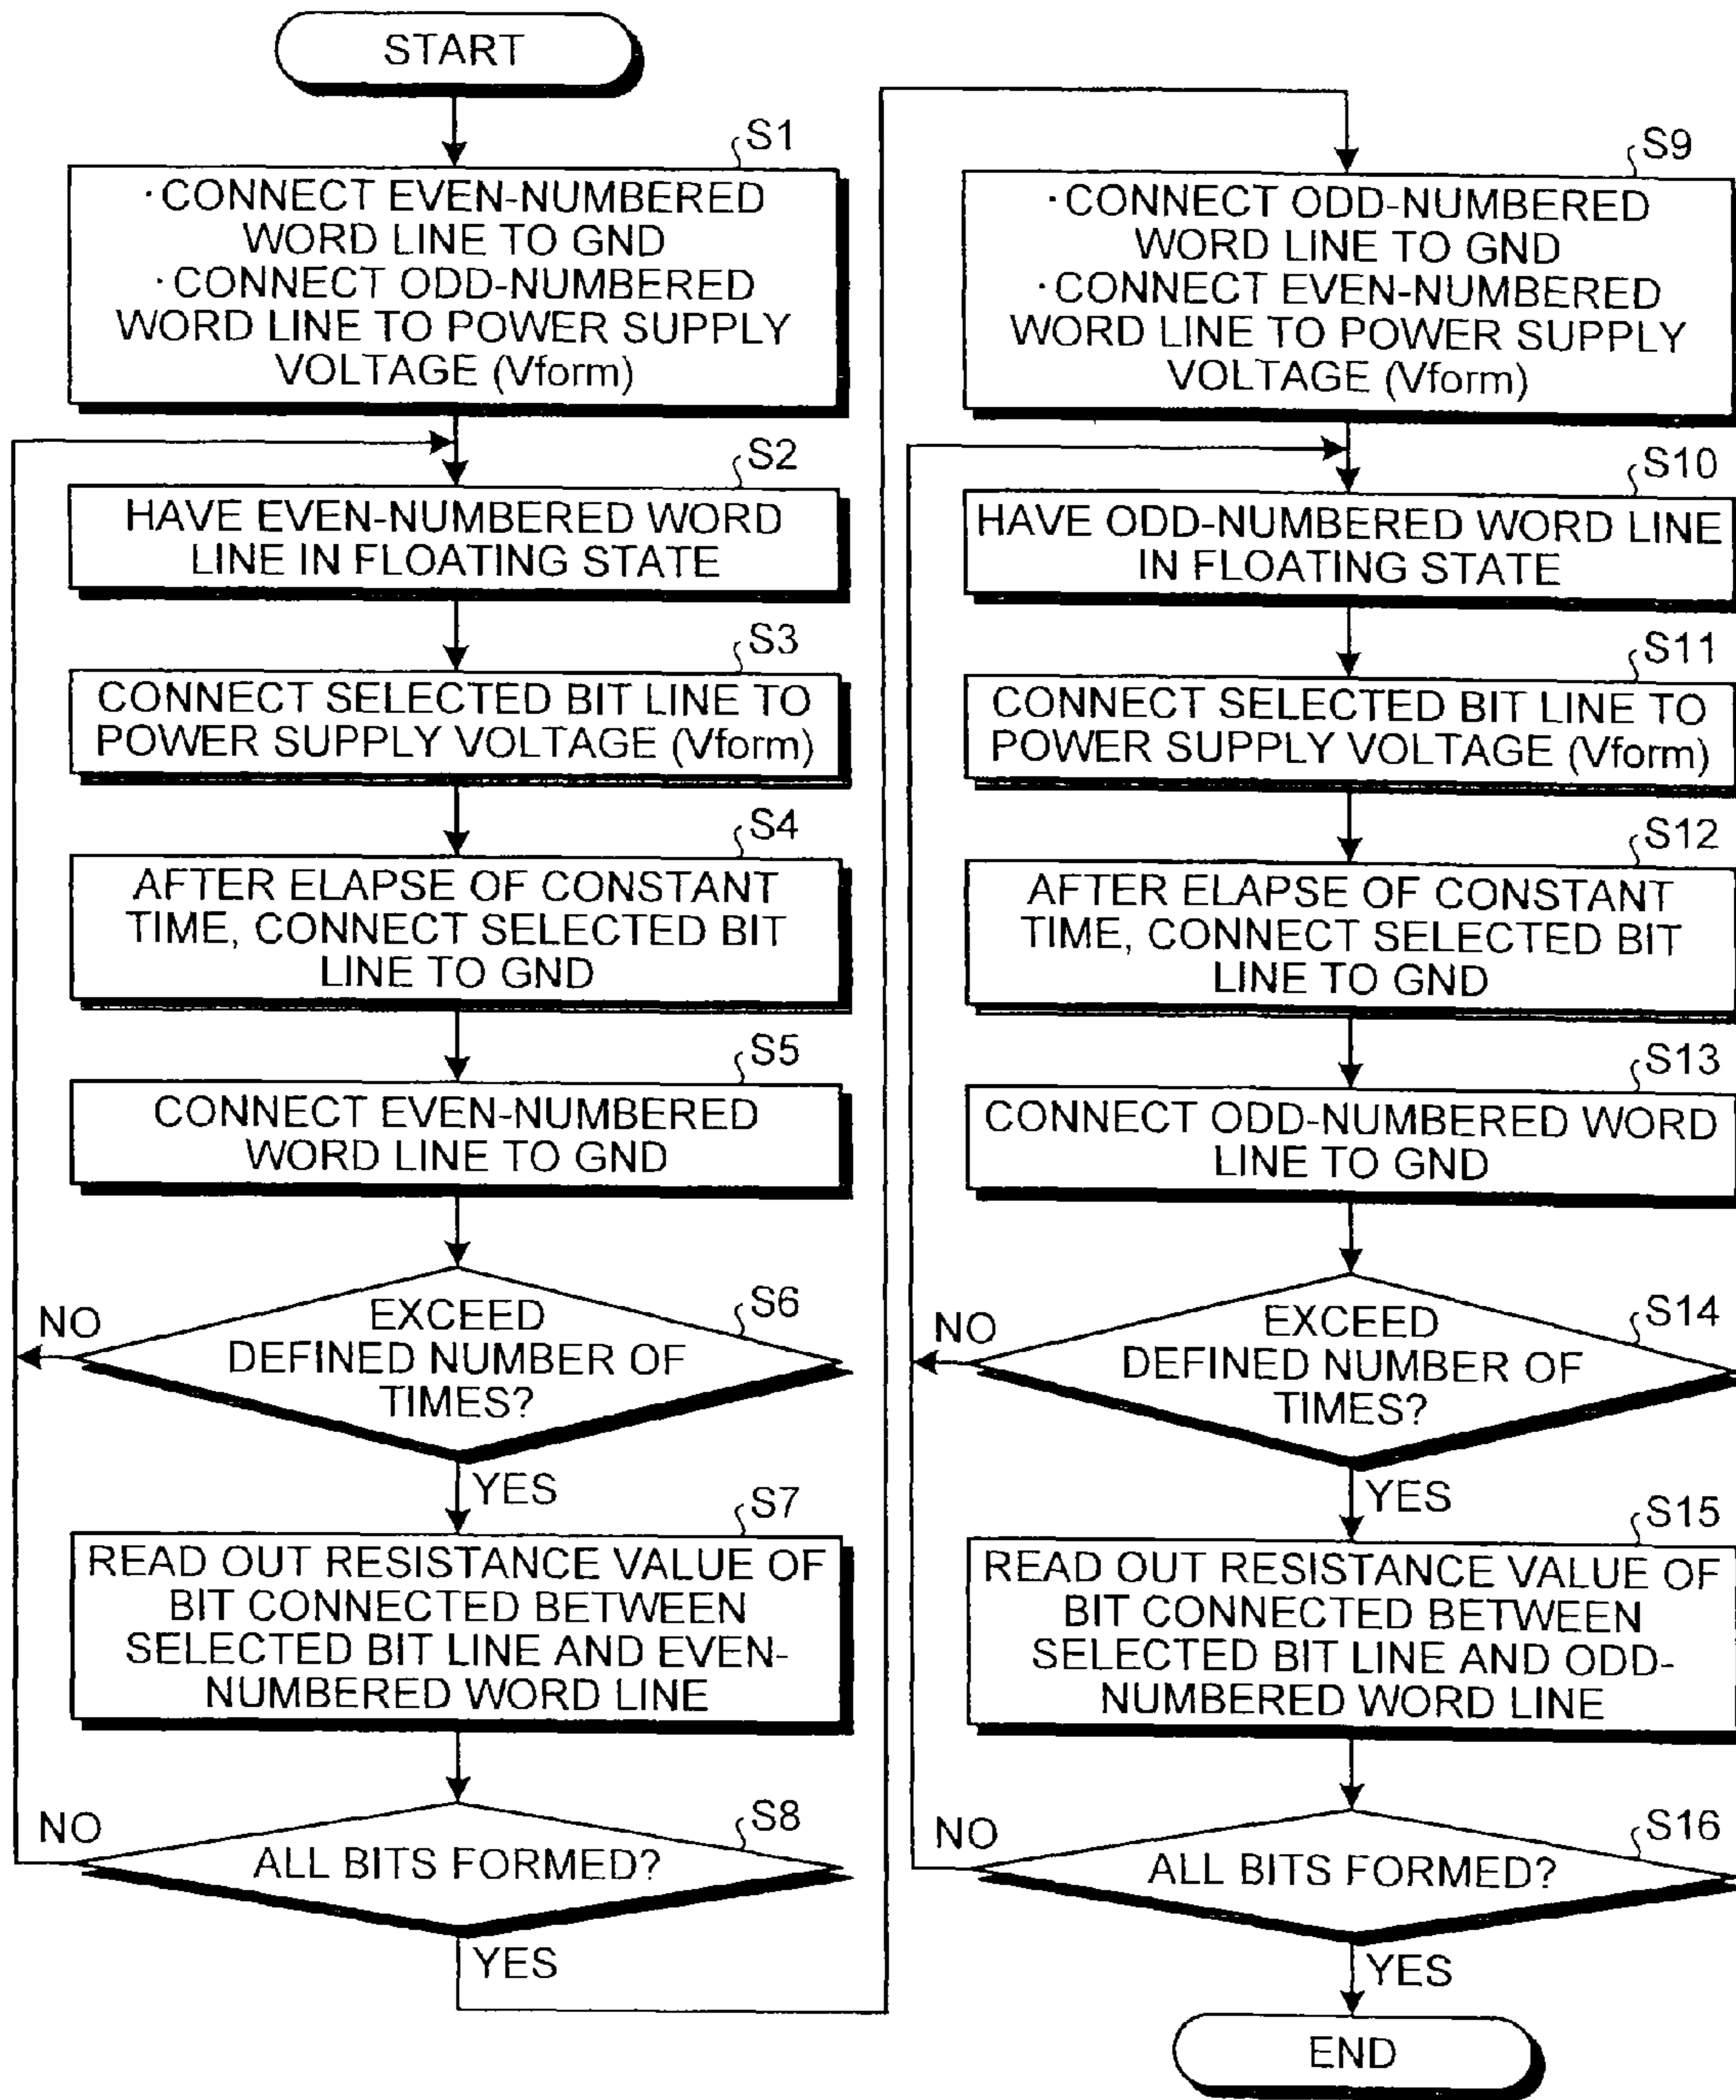 START
S1
·CONNECT EVEN-NUMBERED
WORD LINE TO GND
·CONNECT ODD-NUMBERED
WORD LINE TO POWER SUPPLY
VOLTAGE (Vform)
S2
HAVE EVEN-NUMBERED WORD
LINE IN FLOATING STATE
S3
CONNECT SELECTED BIT LINE TO
POWER SUPPLY VOLTAGE (Vform)
S4
AFTER ELAPSE OF CONSTANT
TIME, CONNECT SELECTED BIT
LINE TO GND
S5
CONNECT EVEN-NUMBERED
WORD LINE TO GND
S6
NO
EXCEED
DEFINED NUMBER OF
TIMES?
YES
S7
READ OUT RESISTANCE VALUE OF
BIT CONNECTED BETWEEN
SELECTED BIT LINE AND EVEN-
NUMBERED WORD LINE
S8
NO
ALL BITS FORMED?
YES
S9
·CONNECT ODD-NUMBERED
WORD LINE TO GND
·CONNECT EVEN-NUMBERED
WORD LINE TO POWER SUPPLY
VOLTAGE (Vform)
S10
HAVE ODD-NUMBERED WORD LINE
IN FLOATING STATE
S11
CONNECT SELECTED BIT LINE TO
POWER SUPPLY VOLTAGE (Vform)
S12
AFTER ELAPSE OF CONSTANT
TIME, CONNECT SELECTED BIT
LINE TO GND
S13
CONNECT ODD-NUMBERED WORD
LINE TO GND
S14
NO
EXCEED
DEFINED NUMBER OF
TIMES?
YES
S15
READ OUT RESISTANCE VALUE OF
BIT CONNECTED BETWEEN
SELECTED BIT LINE AND ODD-
NUMBERED WORD LINE
S16
NO
ALL BITS FORMED?
YES
END